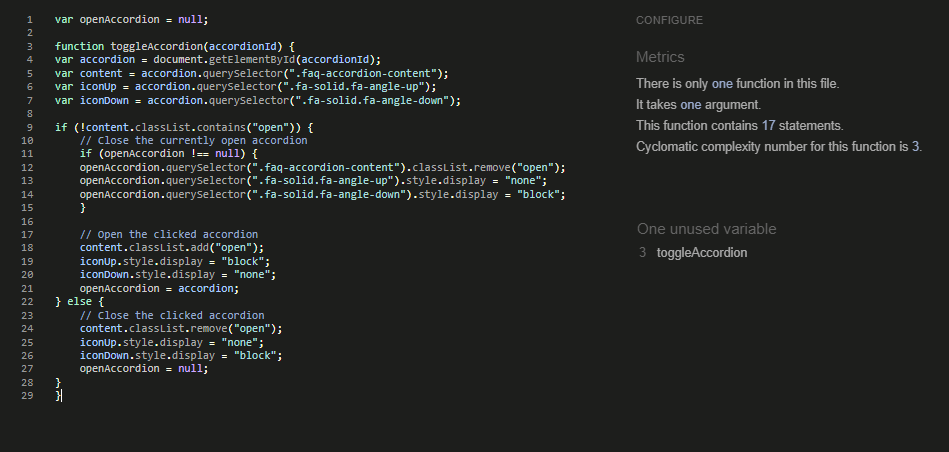 1 var openAccordion = null;
2
3 function toggleAccordion(accordionId) {
4 var accordion = document.getElementById(accordionId);
5 var content = accordion.querySelector(".faq-accordion-content");
6 var iconUp = accordion.querySelector(".fa-solid.fa-angle-up");
7 var iconDown = accordion.querySelector(".fa-solid.fa-angle-down");
8
9 if (!content.classList.contains("open")) {
10 // Close the currently open accordion
11 if (openAccordion !== null) {
12 openAccordion.querySelector(".faq-accordion-content").classList.remove("open");
13 openAccordion.querySelector(".fa-solid.fa-angle-up").style.display = "none";
14 openAccordion.querySelector(".fa-solid.fa-angle-down").style.display = "block";
15 }
16
17 // Open the clicked accordion
18 content.classList.add("open");
19 iconUp.style.display = "block";
20 iconDown.style.display = "none";
21 openAccordion = accordion;
22 } else {
23 // Close the clicked accordion
24 content.classList.remove("open");
25 iconUp.style.display = "none";
26 iconDown.style.display = "block";
27 openAccordion = null;
28 }
29 }
CONFIGURE
Metrics
There is only one function in this file.
It takes one argument.
This function contains 17 statements.
Cyclomatic complexity number for this function is 3.
One unused variable
3 toggleAccordion